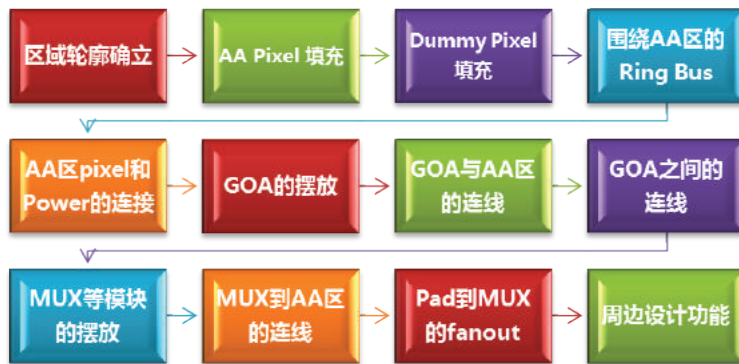 区域轮廓确立
AA Pixel 填充
Dummy Pixel
填充
围绕AA区的
Ring Bus
AA区pixel和
Power的连接
GOA的摆放
GOA与AA区
的连线
GOA之间的
连线
MUX等模块
的摆放
MUX到AA区
的连线
Pad到MUX
的fanout
周边设计功能